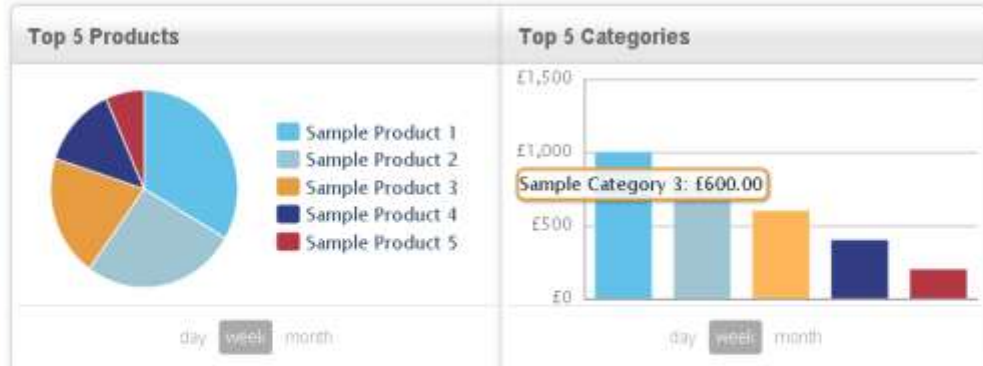 Top 5 Products
Sample Product 1
Sample Product 2
Sample Product 3
Sample Product 4
Sample Product 5
day week month
Top 5 Categories
£1,500
£1,000
Sample Category 3: £600.00
£500
£0
day week month